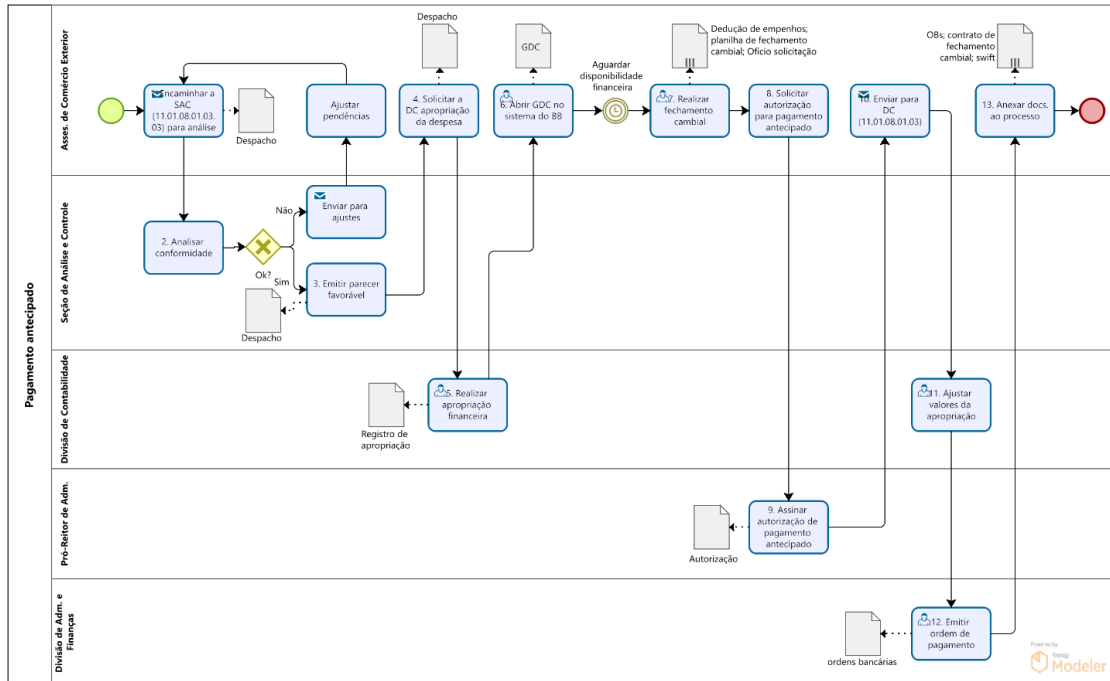 Pagamento antecipado
Asses. de Comércio Exterior
Encaminhar a
SAC
(11.01.08.01.03.
03) para análise
Despacho
Ajustar
pendências
Despacho
4. Solicitar a
DC apropriação
da despesa
GDC
6. Abrir GDC no
sistema do BB
Aguardar
disponibilidade
financeira
Dedução de empenhos;
planilha de fechamento
cambial; Ofício solicitação
7. Realizar
fechamento
cambial
8. Solicitar
autorização
para pagamento
antecipado
10. Enviar para
DC
(11.01.08.01.03)
OBs; contrato de
fechamento
cambial; swift
13. Anexar docs.
ao processo
Seção de Análise e Controle
2. Analisar
conformidade
Ok?
Não
Sim
Enviar para
ajustes
3. Emitir parecer
favorável
Despacho
Divisão de Contabilidade
Registro de
apropriação
5. Realizar
apropriação
financeira
11. Ajustar
valores da
apropriação
Pró-Reitor de Adm.
Autorização
9. Assinar
autorização de
pagamento
antecipado
Divisão de Adm. e
Finanças
ordens bancárias
12. Emitir
ordem de
pagamento
Powered by
bizagi
Modeler